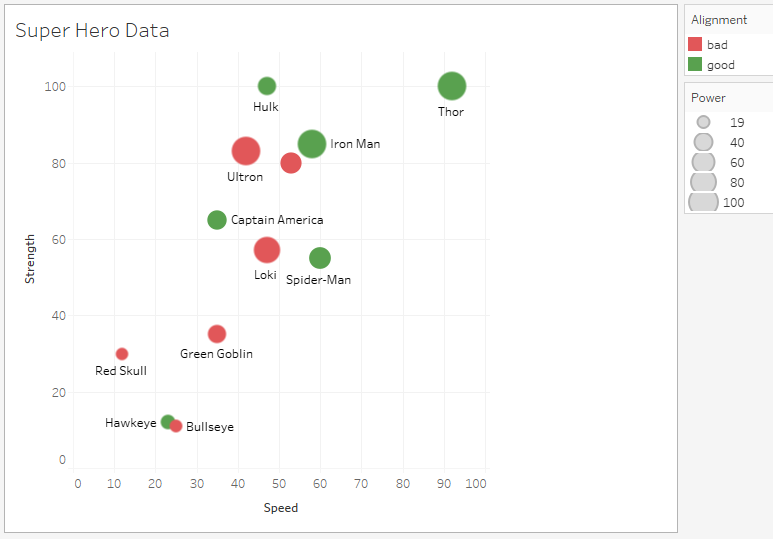 Super Hero Data
Alignment
bad
good
Power
19
40
60
80
100
Strength
100
80
60
40
20
0
Hulk
Thor
Iron Man
Ultron
Captain America
Loki
Spider-Man
Green Goblin
Red Skull
Hawkeye
Bullseye
0 10 20 30 40 50 60 70 80 90 100
Speed